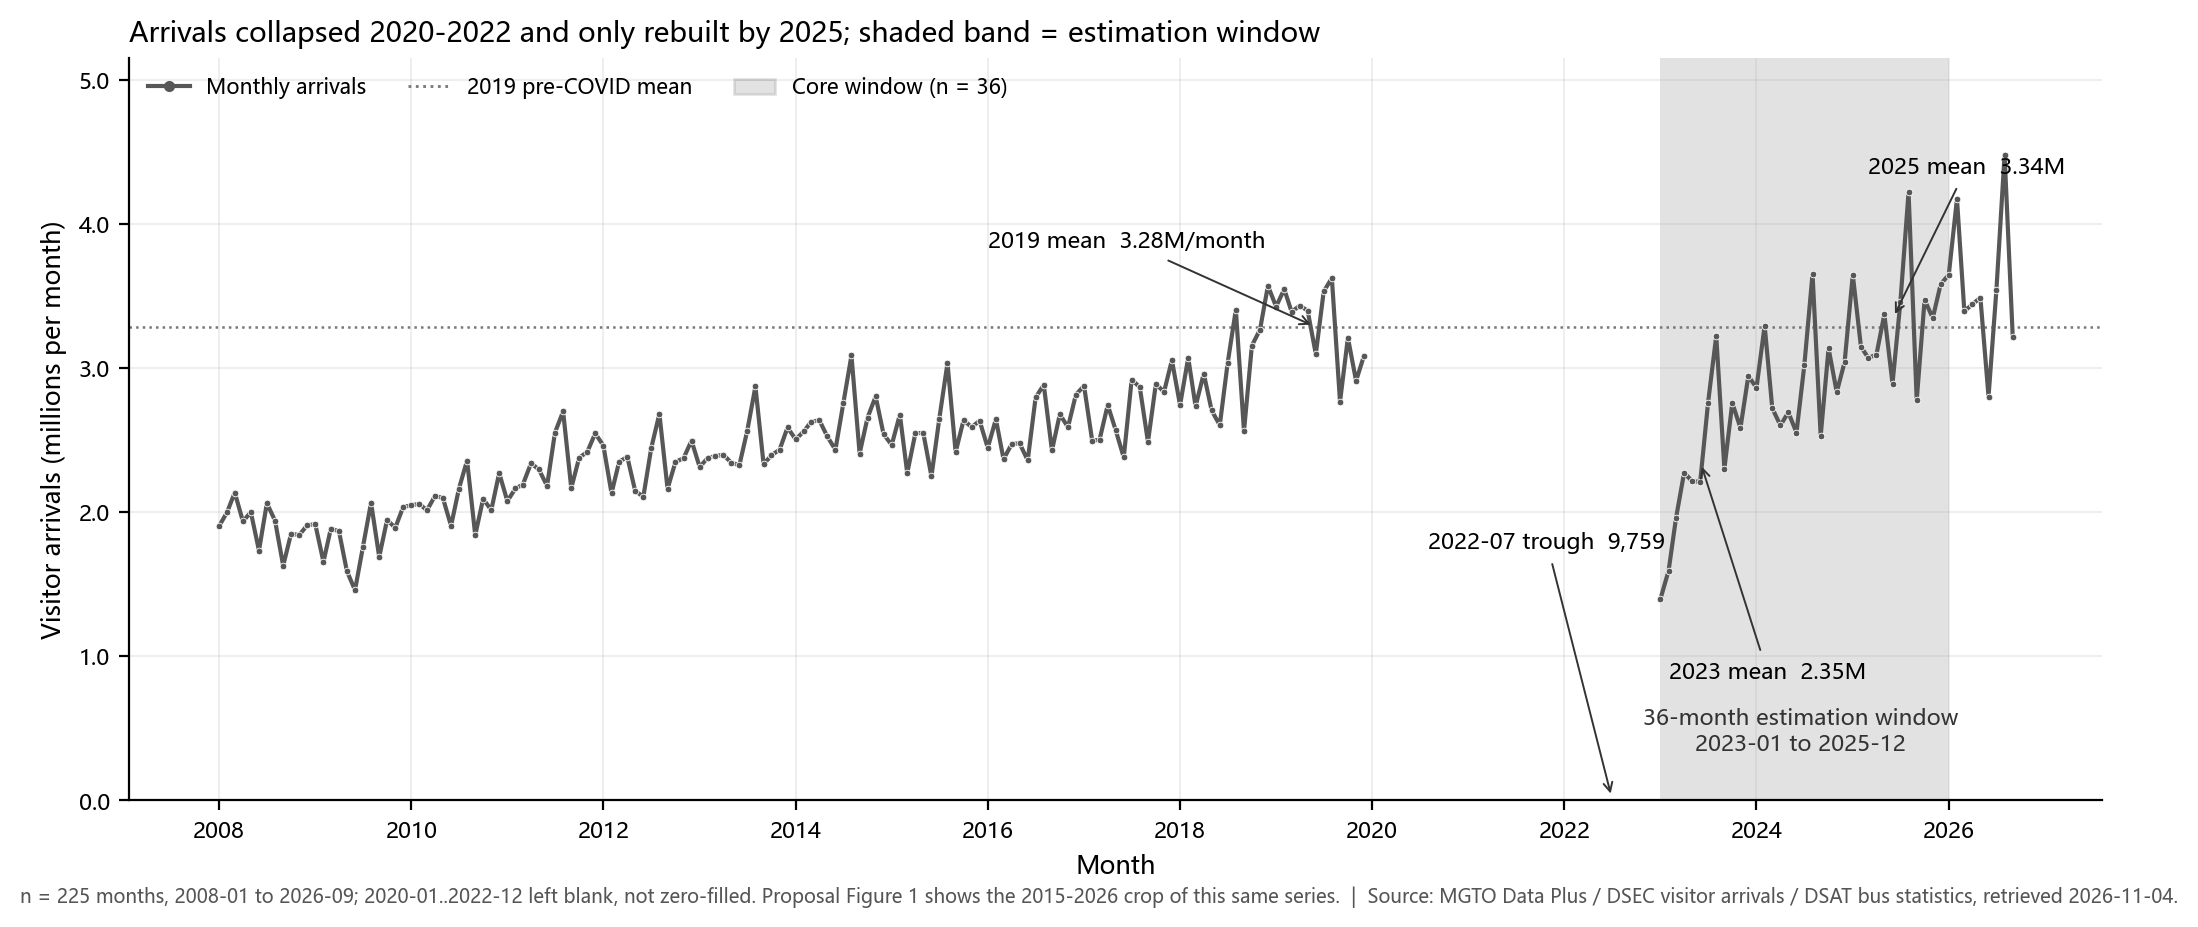 Arrivals collapsed 2020-2022 and only rebuilt by 2025; shaded band = estimation window
Monthly arrivals
2019 pre-COVID mean
Core window (n = 36)
Visitor arrivals (millions per month)
5.0
4.0
3.0
2.0
1.0
0.0
2025 mean 3.34M
2019 mean 3.28M/month
2022-07 trough 9,759
2023 mean 2.35M
36-month estimation window
2023-01 to 2025-12
2008 2010 2012 2014 2016 2018 2020 2022 2024 2026
Month
n = 225 months, 2008-01 to 2026-09; 2020-01..2022-12 left blank, not zero-filled. Proposal Figure 1 shows the 2015-2026 crop of this same series. | Source: MGTO Data Plus / DSEC visitor arrivals / DSAT bus statistics, retrieved 2026-11-04.